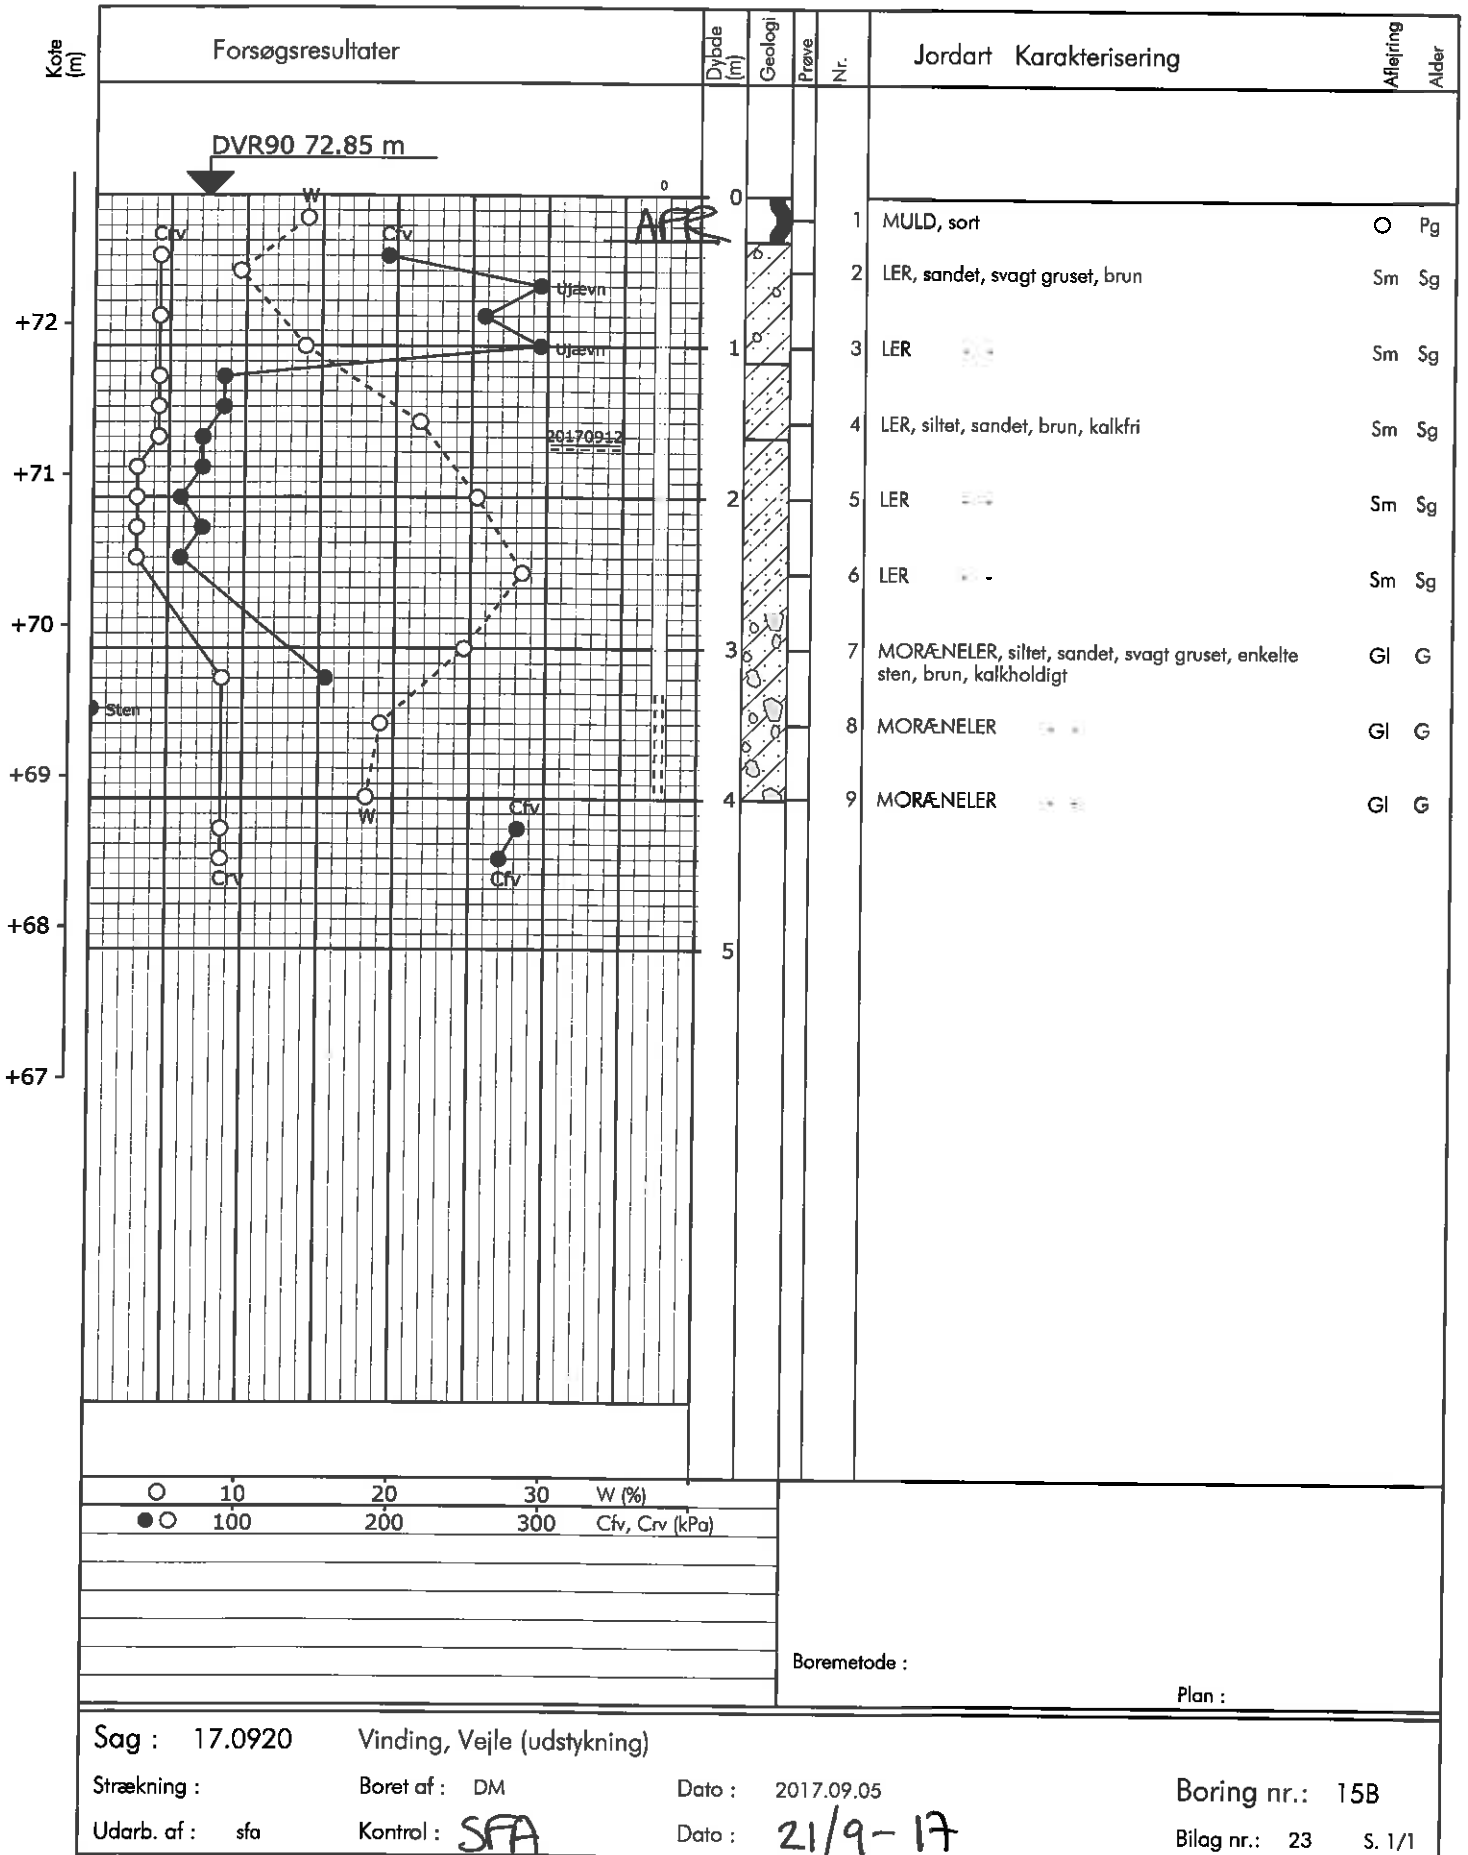 Kote (m)
Forsøgsresultater
Dybde (m)
Geologi
Prøve
Nr.
Jordart Karakterisering
Aflejring
Alder
DVR90 72.85 m
W
0
0
Crv
Cfv
AFR
1 MULD, sort O Pg
Ujævn
2 LER, sandet, svagt gruset, brun Sm Sg
+72
Ujævn
1
3 LER Sm Sg
20170912
4 LER, siltet, sandet, brun, kalkfri Sm Sg
+71
2
5 LER Sm Sg
6 LER Sm Sg
+70
3
7 MORÆNELER, siltet, sandet, svagt gruset, enkelte Gl G
sten, brun, kalkholdigt
Sten
8 MORÆNELER Gl G
+69
W
4
9 MORÆNELER Gl G
Cfv
Crv
Cfv
+68
5
+67
10 20 30 W (%)
100 200 300 Cfv, Crv (kPa)
Boremetode :
Plan :
Sag : 17.0920 Vinding, Vejle (udstykning)
Strækning : Boret af : DM Dato : 2017.09.05 Boring nr.: 15B
Udarb. af : sfa Kontrol : SFA Dato : 21/9-17 Bilag nr.: 23 S. 1/1